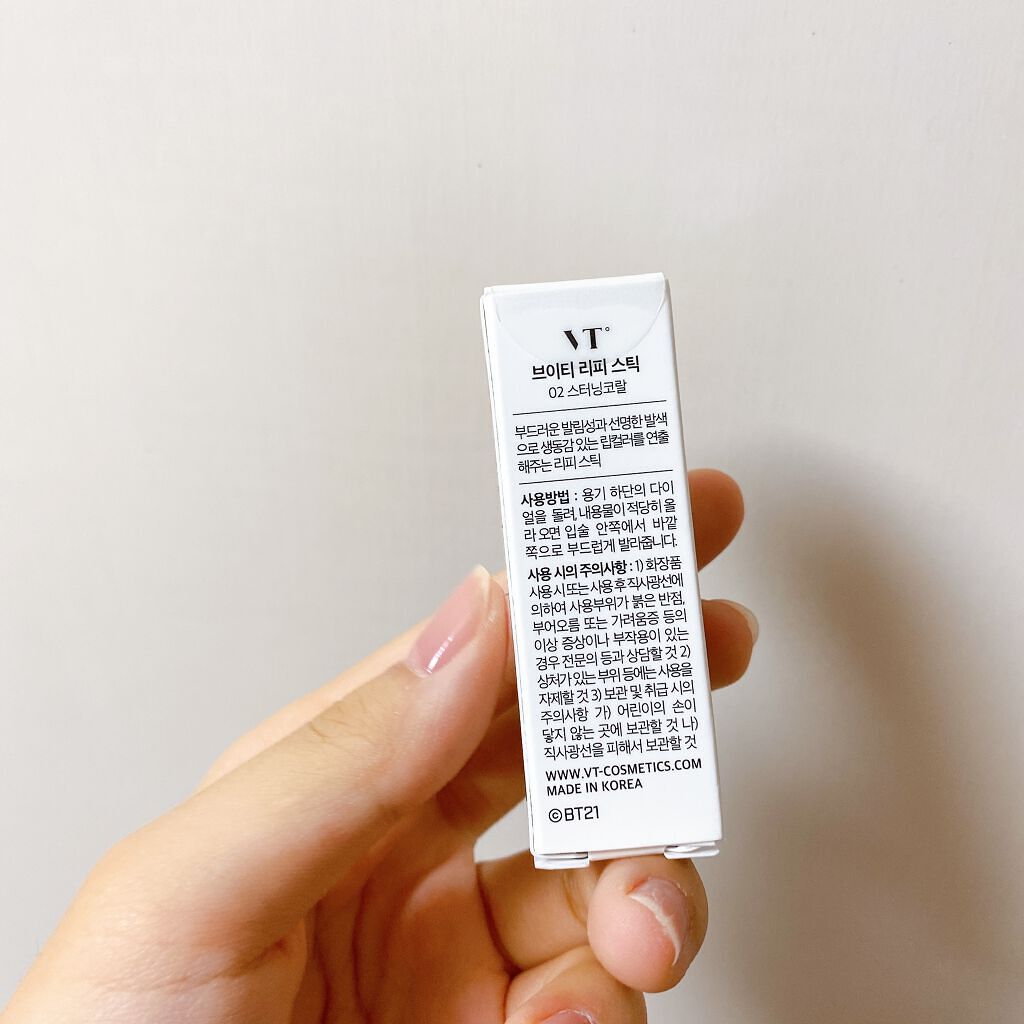 VT
브이티 리피 스틱
02 스터닝코랄
부드러운 발림성과 선명한 발색
으로 생동감 있는 립컬러를 연출
해주는 리피 스틱
사용방법 : 용기 하단의 다이
얼을 돌려, 내용물이 적당히 올
라 오면 입술 안쪽에서 바깥
쪽으로 부드럽게 발라줍니다.
사용 시의 주의사항 : 1) 화장품
사용 시 또는 사용 후 직사광선에
의하여 사용부위가 붉은 반점,
부어오름 또는 가려움증 등의
이상 증상이나 부작용이 있는
경우 전문의 등과 상담할 것 2)
상처가 있는 부위 등에는 사용을
자제할 것 3) 보관 및 취급 시의
주의사항 가) 어린이의 손이
닿지 않는 곳에 보관할 것 나)
직사광선을 피해서 보관할 것
WWW.VT-COSMETICS.COM
MADE IN KOREA
©BT21